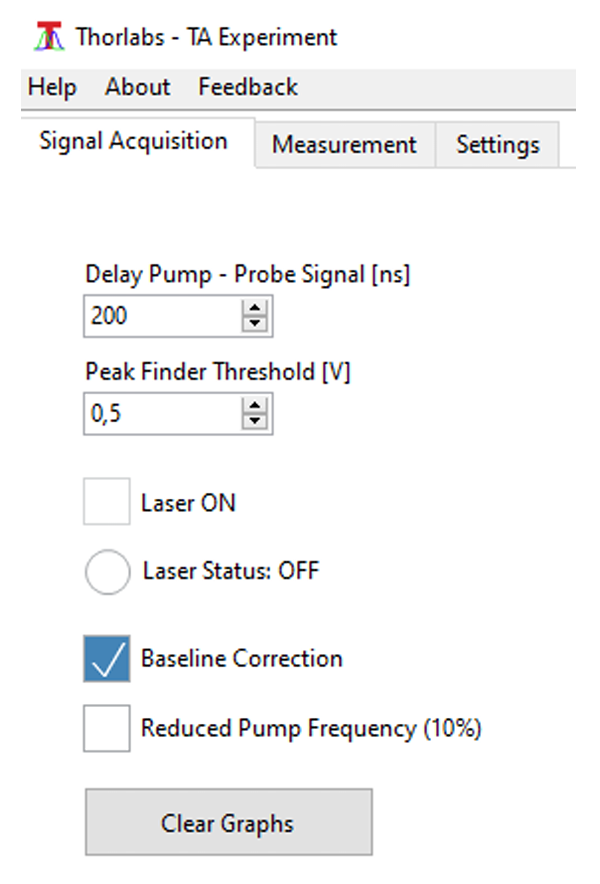 Thorlabs - TA Experiment
Help About Feedback
Signal Acquisition Measurement Settings
Delay Pump - Probe Signal [ns]
200
Peak Finder Threshold [V]
0,5
Laser ON
Laser Status: OFF
Baseline Correction
Reduced Pump Frequency (10%)
Clear Graphs